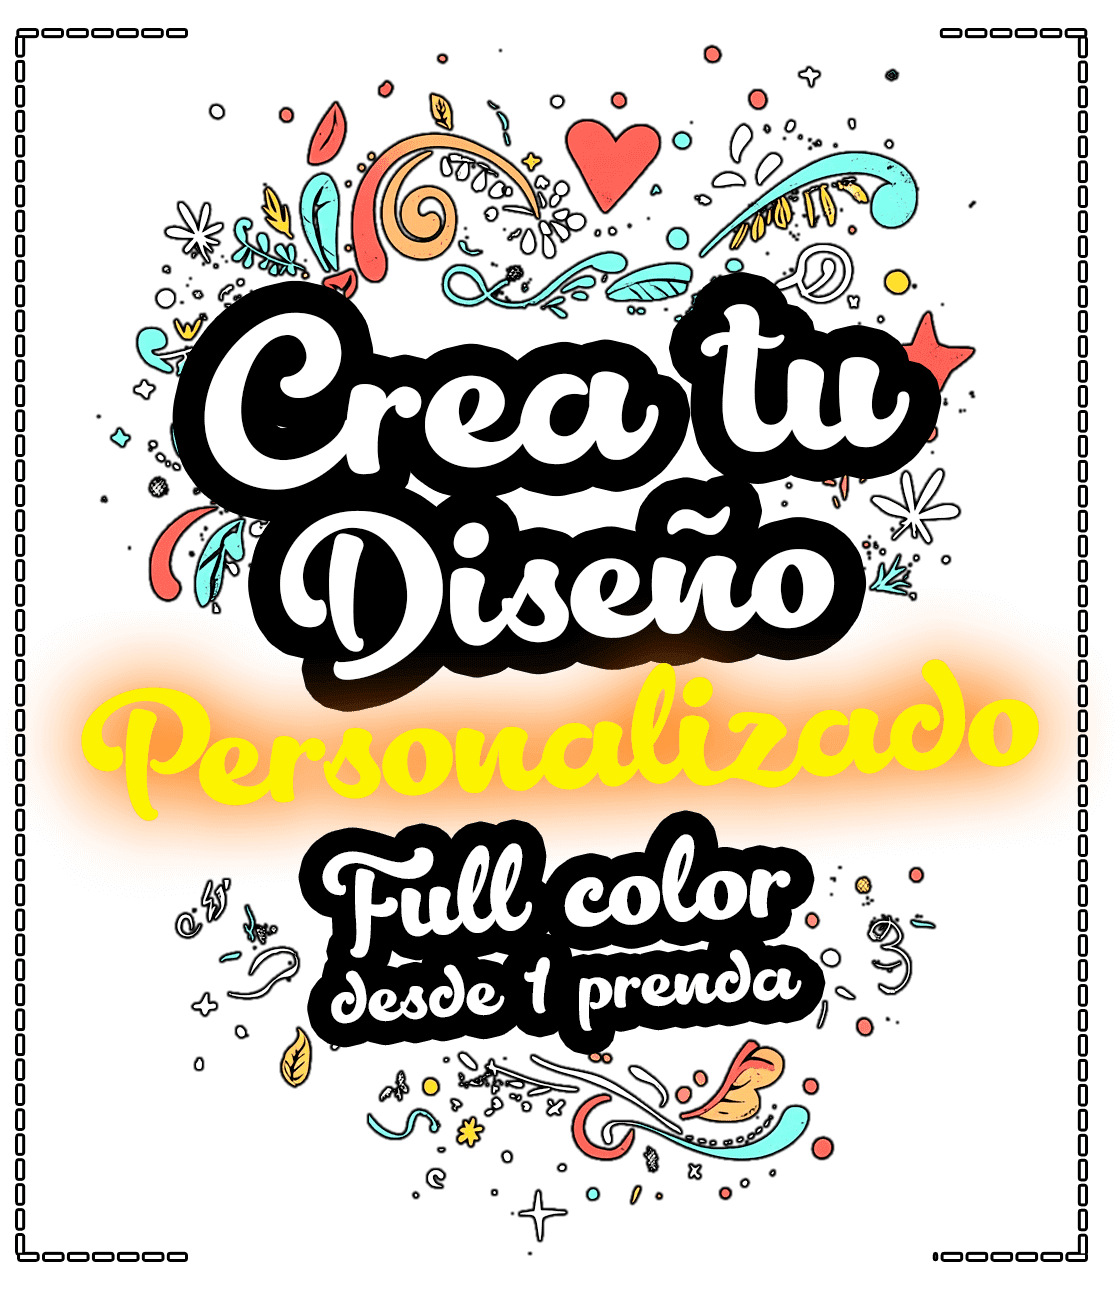 Crea tu
Diseño
Personalizado
Full color
desde 1 prenda